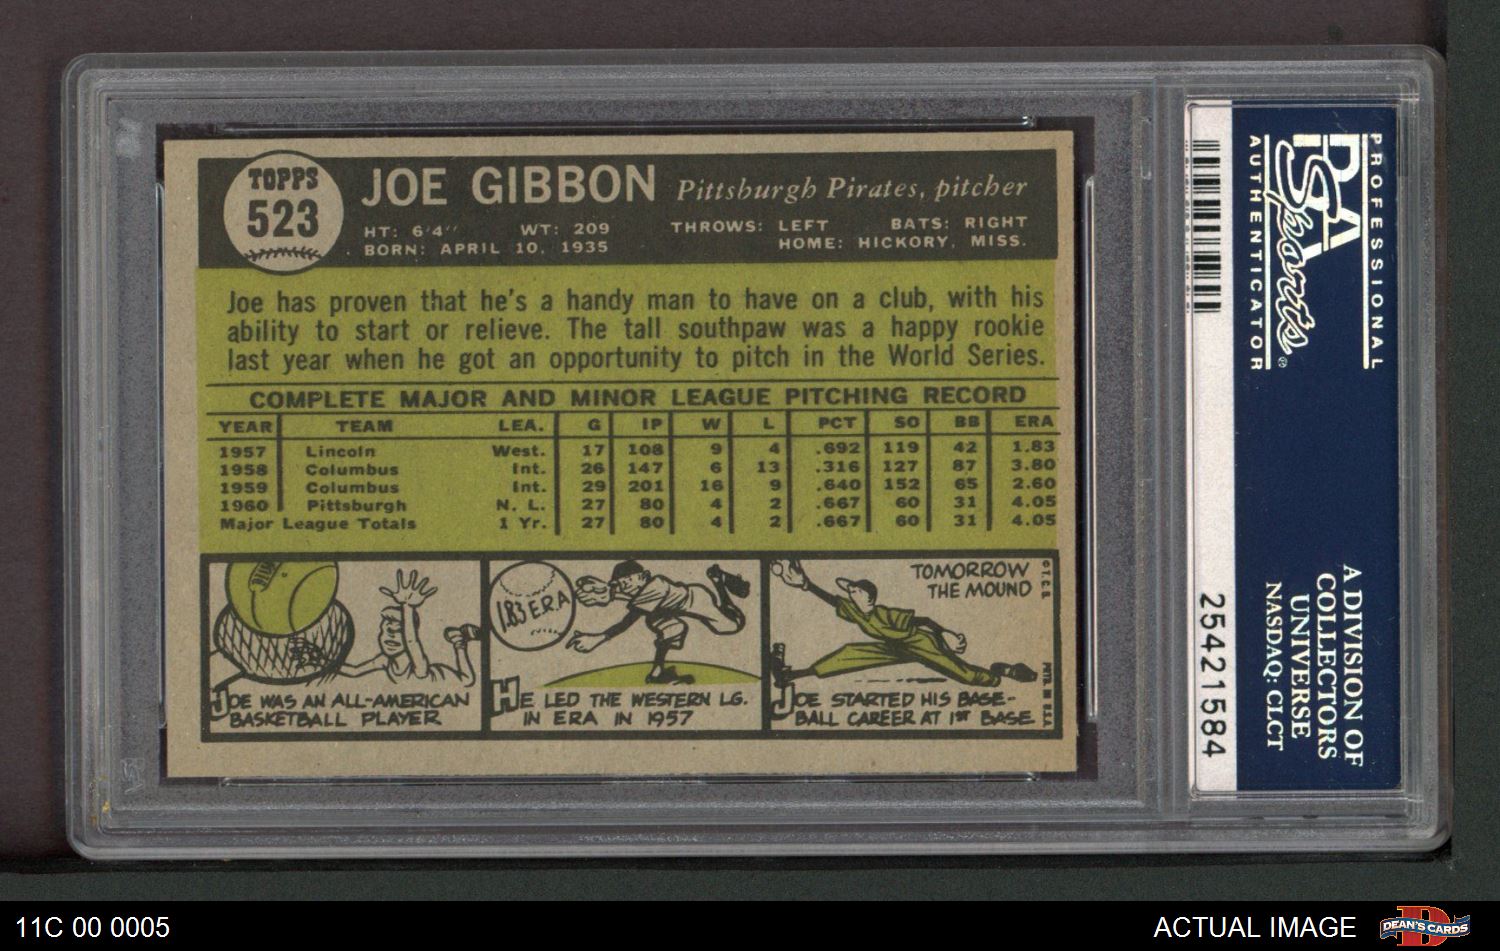 TOPPS
523
JOE GIBBON Pittsburgh Pirates, pitcher
HT: 6'4" WT: 209 THROWS: LEFT BATS: RIGHT
BORN: APRIL 10, 1935 HOME: HICKORY, MISS.
Joe has proven that he's a handy man to have on a club, with his
ability to start or relieve. The tall southpaw was a happy rookie
last year when he got an opportunity to pitch in the World Series.
COMPLETE MAJOR AND MINOR LEAGUE PITCHING RECORD
YEAR TEAM LEA. G IP W L PCT SO BB ERA
1957 Lincoln West. 17 108 9 4 .692 119 42 1.83
1958 Columbus Int. 26 147 6 13 .316 127 87 3.80
1959 Columbus Int. 29 201 16 9 .640 152 65 2.60
1960 Pittsburgh N. L. 27 80 4 2 .667 60 31 4.05
Major League Totals 1 Yr. 27 80 4 2 .667 60 31 4.05
JOE WAS AN ALL-AMERICAN
BASKETBALL PLAYER
1.83 E.R.A
HE LED THE WESTERN LG.
IN ERA IN 1957
TOMORROW
THE MOUND
JOE STARTED HIS BASE-
BALL CAREER AT 1ST BASE
©T.C.G.
PRTD. IN U.S.A.
PROFESSIONAL
PSA
Sports®
AUTHENTICATOR
A DIVISION OF
COLLECTORS
UNIVERSE
NASDAQ: CLCT
25421584
11C 00 0005
ACTUAL IMAGE
D
DEAN'S CARDS